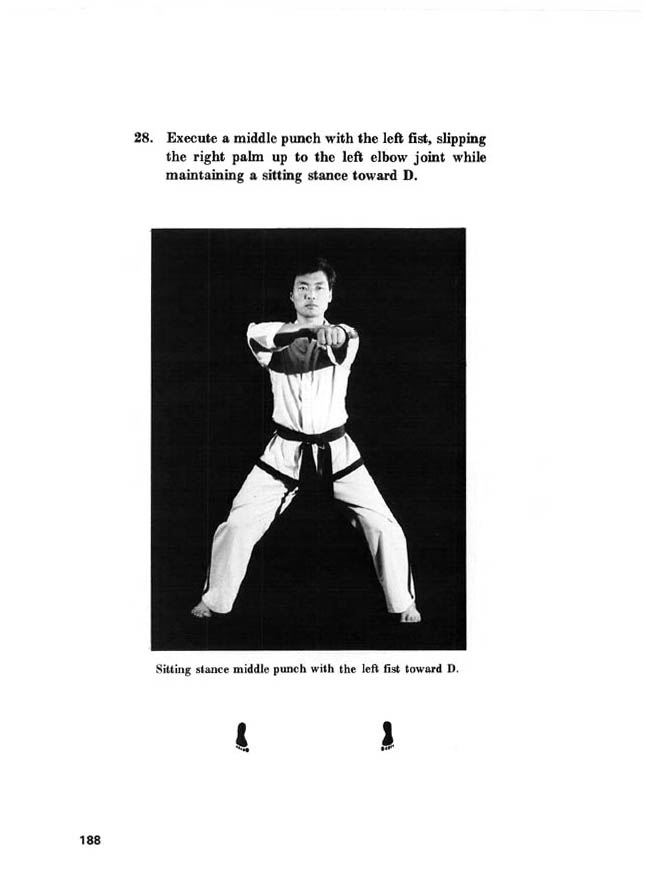 28. Execute a middle punch with the left fist, slipping
the right palm up to the left elbow joint while
maintaining a sitting stance toward D.
Sitting stance middle punch with the left fist toward D.
188